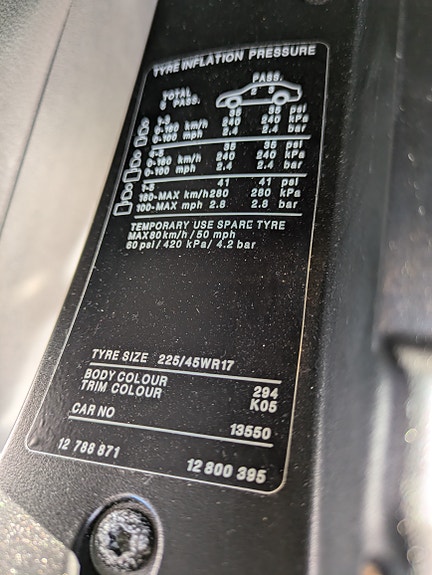 TYRE INFLATION PRESSURE
PASS.
TOTAL
5 PASS.
2 3
1-3 35 35 psi
0-160 km/h 240 240 kPa
0-100 mph 2.4 2.4 bar
4-5 35 35 psi
0-160 km/h 240 240 kPa
0-100 mph 2.4 2.4 bar
1-5 41 41 psi
160-MAX km/h 280 280 kPa
100-MAX mph 2.8 2.8 bar
TEMPORARY USE SPARE TYRE
MAX 80 km/h / 50 mph
60 psi / 420 kPa / 4.2 bar
TYRE SIZE 225/45WR17
BODY COLOUR 294
TRIM COLOUR K05
CAR NO 13550
12 788 871 12 800 395